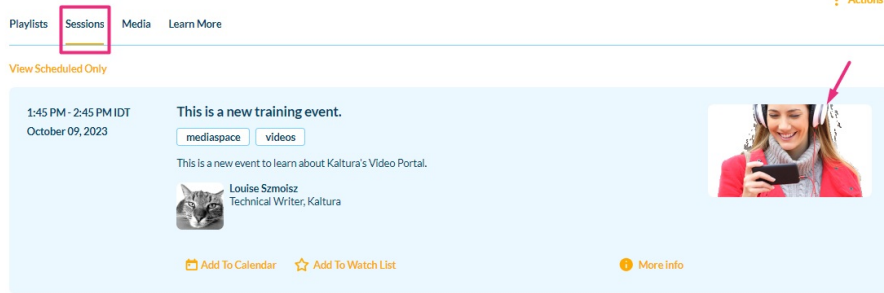 Actions
Playlists Sessions Media Learn More
View Scheduled Only
1:45 PM - 2:45 PM IDT
October 09, 2023
This is a new training event.
mediaspace videos
This is a new event to learn about Kaltura's Video Portal.
Louise Szmoisz
Technical Writer, Kaltura
Add To Calendar Add To Watch List More info